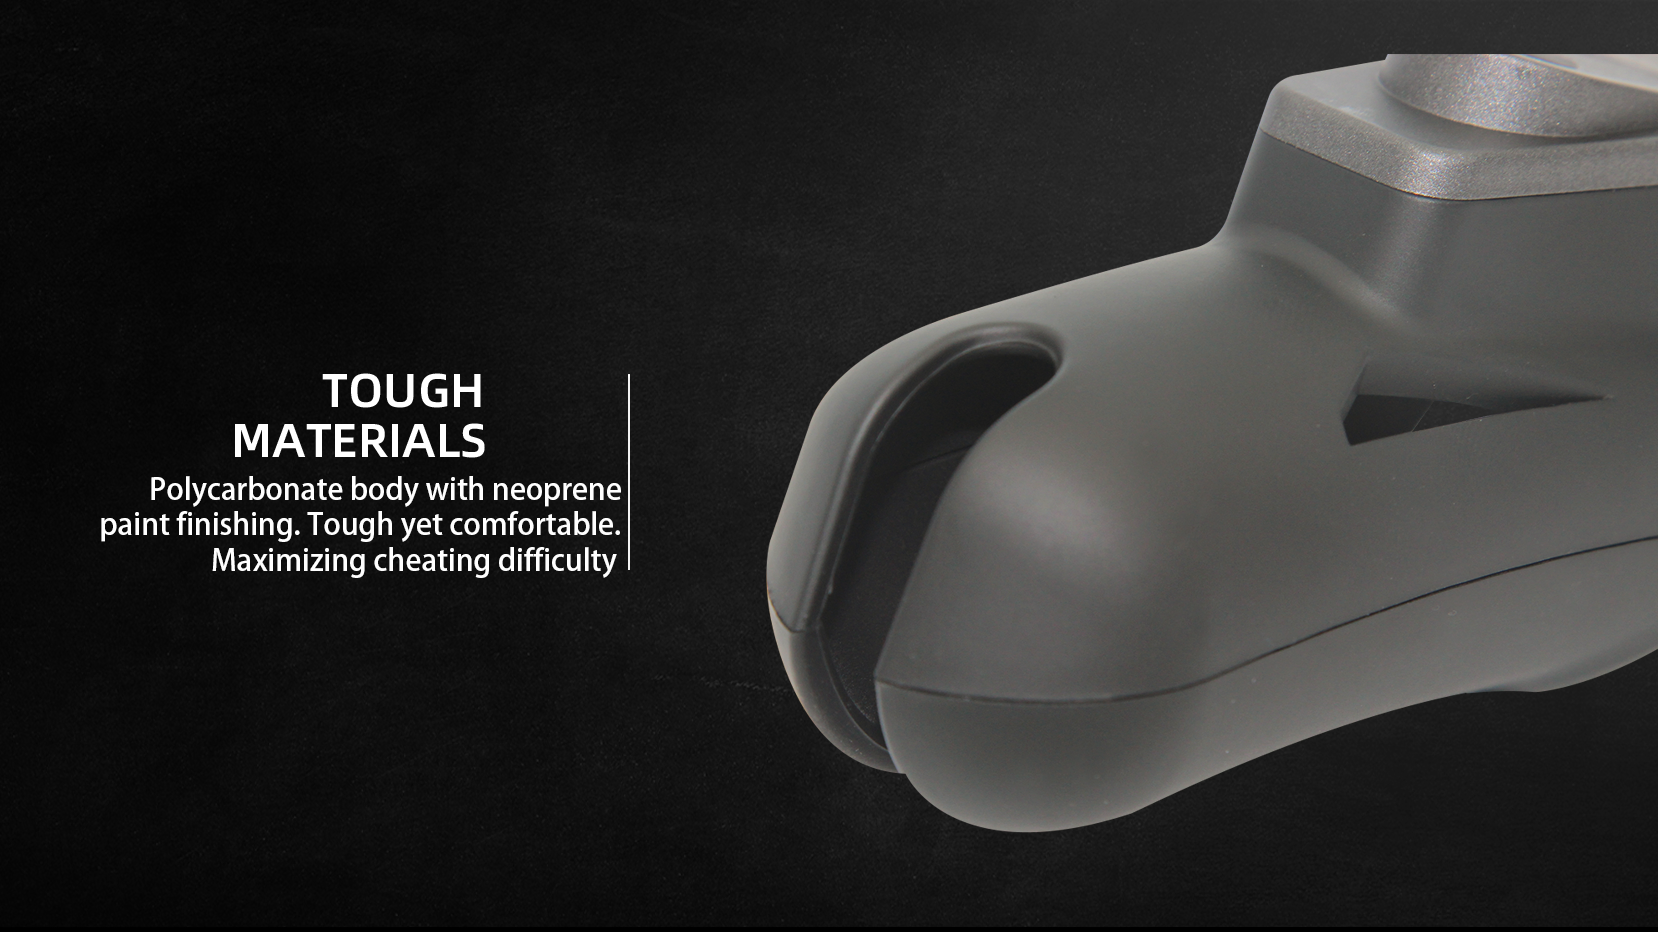 TOUGH
MATERIALS
Polycarbonate body with neoprene
paint finishing. Tough yet comfortable.
Maximizing cheating difficulty